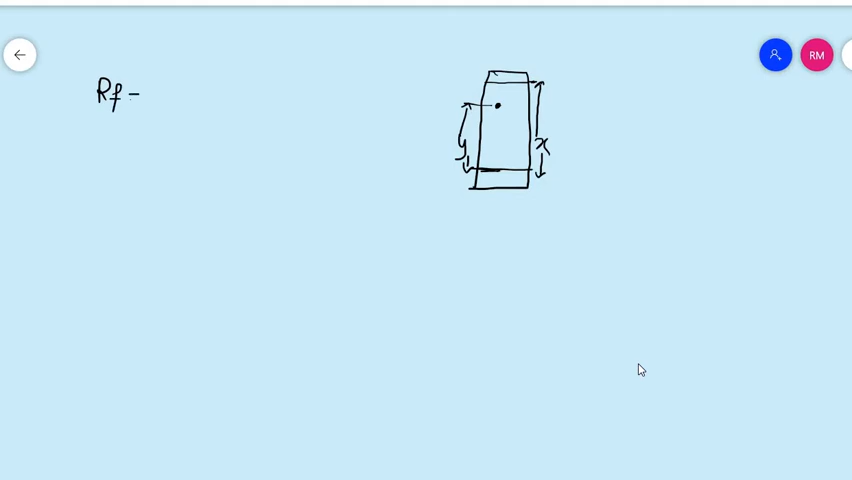 RM
Rf =
y
x